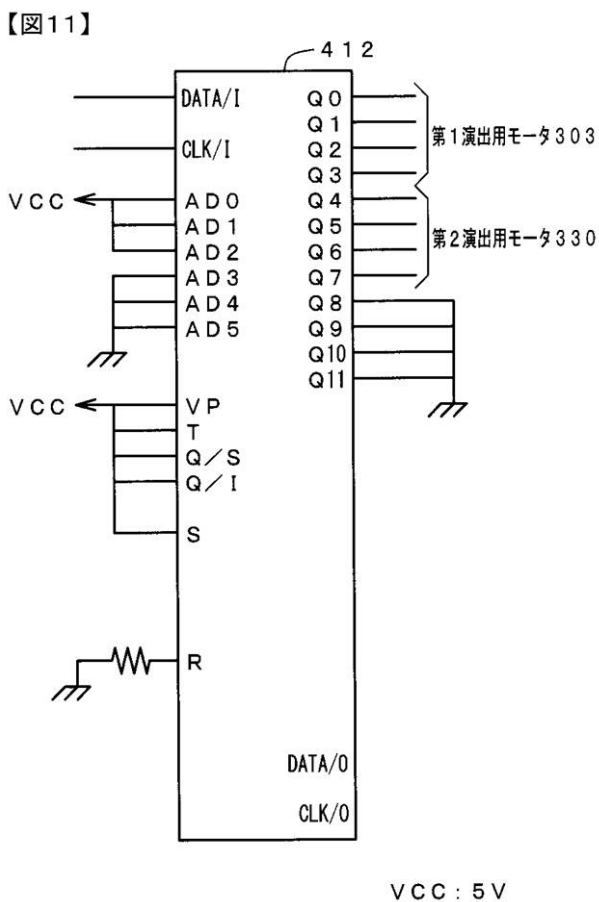 【図11】
412
DATA/I
CLK/I
VCC
AD0
AD1
AD2
AD3
AD4
AD5
VCC
VP
T
Q/S
Q/I
S
R
Q0
Q1
Q2
Q3
Q4
Q5
Q6
Q7
Q8
Q9
Q10
Q11
第1演出用モータ303
第2演出用モータ330
DATA/O
CLK/O
VCC:5V